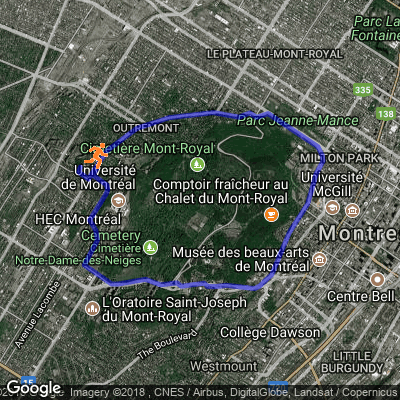 Parc La
Fontaine
LE PLATEAU-MONT-ROYAL
335
138
Parc Jeanne-Mance
OUTREMONT
Cimetière Mont-Royal
MILTON PARK
Université
de Montréal
Comptoir fraîcheur au
Chalet du Mont-Royal
Université
McGill
HEC Montréal
Montre
Cemetery
Cimetière
Notre-Dame-des-Neiges
Musée des beaux-arts
de Montréal
Avenue Lacombe
Centre Bell
L'Oratoire Saint-Joseph
du Mont-Royal
The Boulevard
Collège Dawson
Westmount
LITTLE
BURGUNDY
15
Google
Imagery ©2018 , CNES / Airbus, DigitalGlobe, Landsat / Copernicus